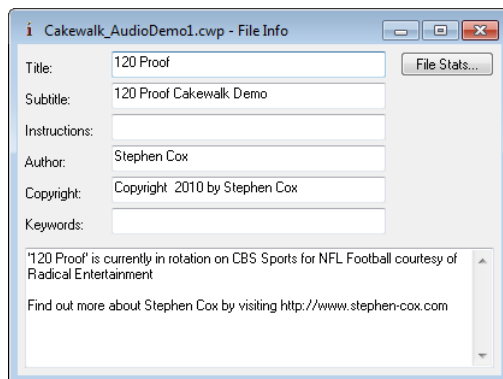 i Cakewalk_AudioDemo1.cwp - File Info
Title: 120 Proof File Stats...
Subtitle: 120 Proof Cakewalk Demo
Instructions:
Author: Stephen Cox
Copyright: Copyright 2010 by Stephen Cox
Keywords:
'120 Proof' is currently in rotation on CBS Sports for NFL Football courtesy of
Radical Entertainment
Find out more about Stephen Cox by visiting http://www.stephen-cox.com